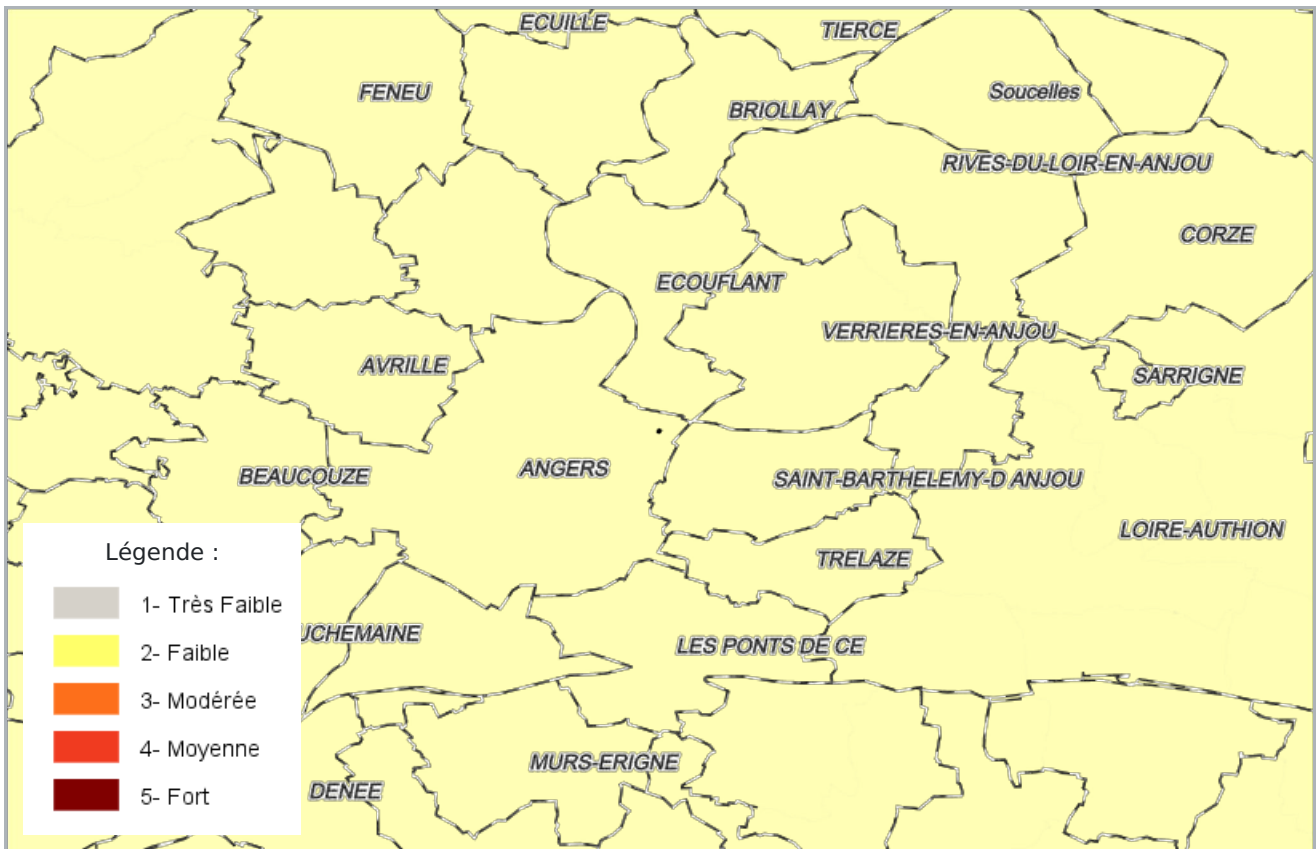 ECUILLE
TIERCE
FENEU
Soucelles
BRIOLLAY
RIVES-DU-LOIR-EN-ANJOU
CORZE
ECOUFLANT
VERRIERES-EN-ANJOU
AVRILLE
SARRIGNE
ANGERS
BEAUCOUZE
SAINT-BARTHELEMY-D ANJOU
LOIRE-AUTHION
TRELAZE
UCHEMAINE
LES PONTS DE CE
MURS-ERIGNE
DENEE
Légende :
1- Très Faible
2- Faible
3- Modérée
4- Moyenne
5- Fort